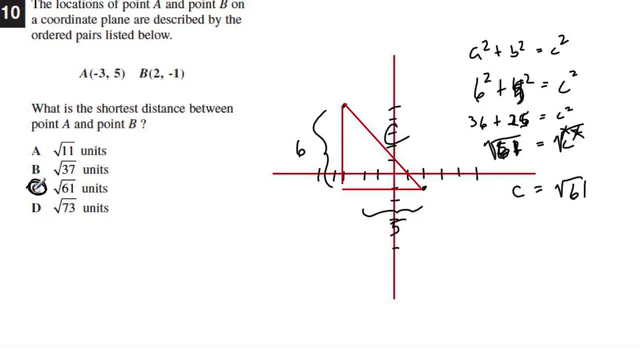 10
The locations of point A and point B on
a coordinate plane are described by the
ordered pairs listed below.
A(-3, 5) B(2, -1)
What is the shortest distance between
point A and point B ?
A √11 units
B √37 units
C √61 units
D √73 units
6
C
5
a² + b² = c²
6² + 5² = c²
36 + 25 = c²
√61 = √c²
c = √61